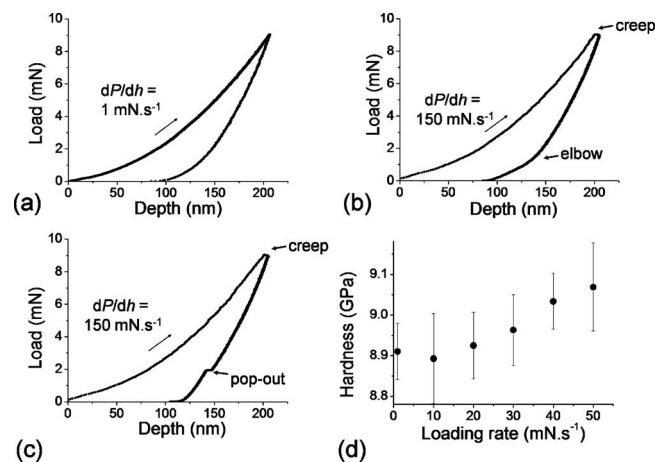 10
8
6
4
2
0
Load (mN)
dP/dh =
1 mN.s-1
0 50 100 150 200
(a) Depth (nm)
10
8
6
4
2
0
Load (mN)
creep
dP/dh =
150 mN.s-1
elbow
0 50 100 150 200
(b) Depth (nm)
10
8
6
4
2
0
Load (mN)
creep
dP/dh =
150 mN.s-1
pop-out
0 50 100 150 200
(c) Depth (nm)
9.1
9.0
8.9
8.8
Hardness (GPa)
0 10 20 30 40 50
(d) Loading rate (mN.s-1)